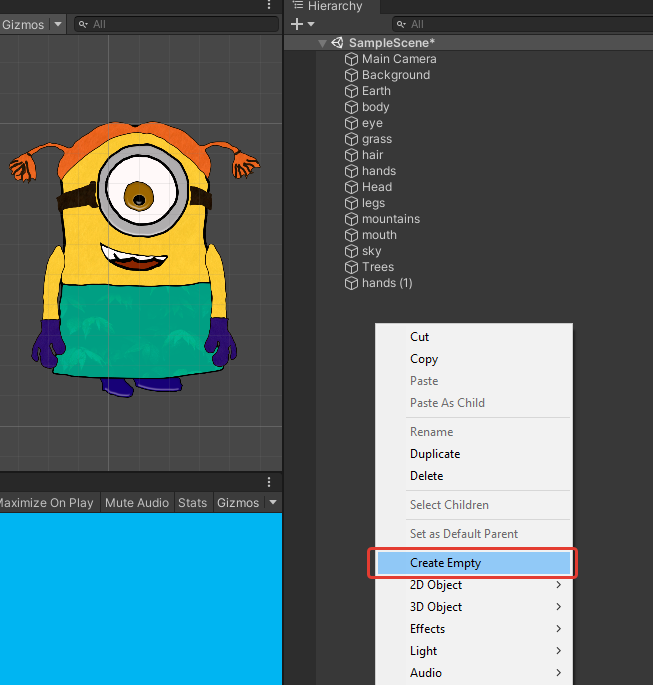 Hierarchy
Gizmos
All
All
SampleScene*
Main Camera
Background
Earth
body
eye
grass
hair
hands
Head
legs
mountains
mouth
sky
Trees
hands (1)
Cut
Copy
Paste
Paste As Child
Rename
Duplicate
Delete
Select Children
Set as Default Parent
Create Empty
2D Object
3D Object
Effects
Light
Audio
Maximize On Play Mute Audio Stats Gizmos